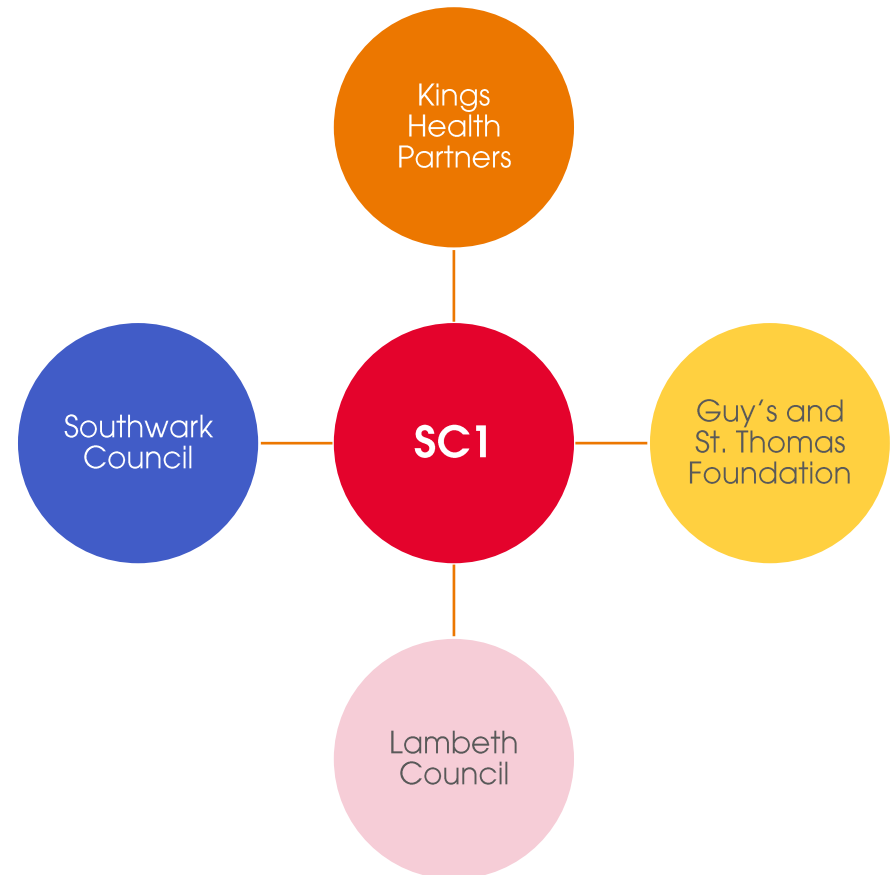 Kings
Health
Partners
Southwark
Council
SC1
Guy's and
St. Thomas
Foundation
Lambeth
Council